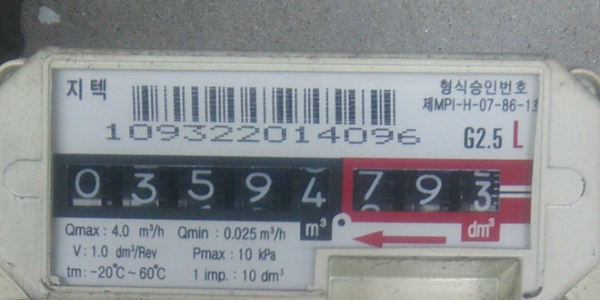 지텍
형식승인번호
제MPI-H-07-86-1호
109322014096
G2.5 L
03594 793
m³ dm³
Qmax : 4.0 m³/h Qmin : 0.025 m³/h
V : 1.0 dm³/Rev Pmax : 10 kPa
tm : -20℃ ~ 60℃ 1 imp. : 10 dm³